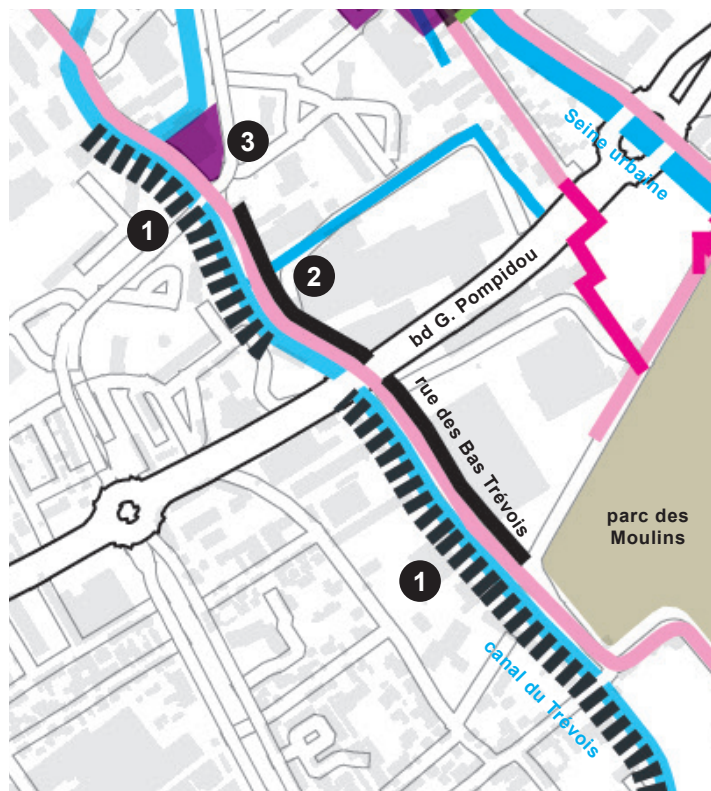 Seine urbaine
3
1
2
bd G. Pompidou
rue des Bas Trévois
parc des
Moulins
1
canal du Trévois